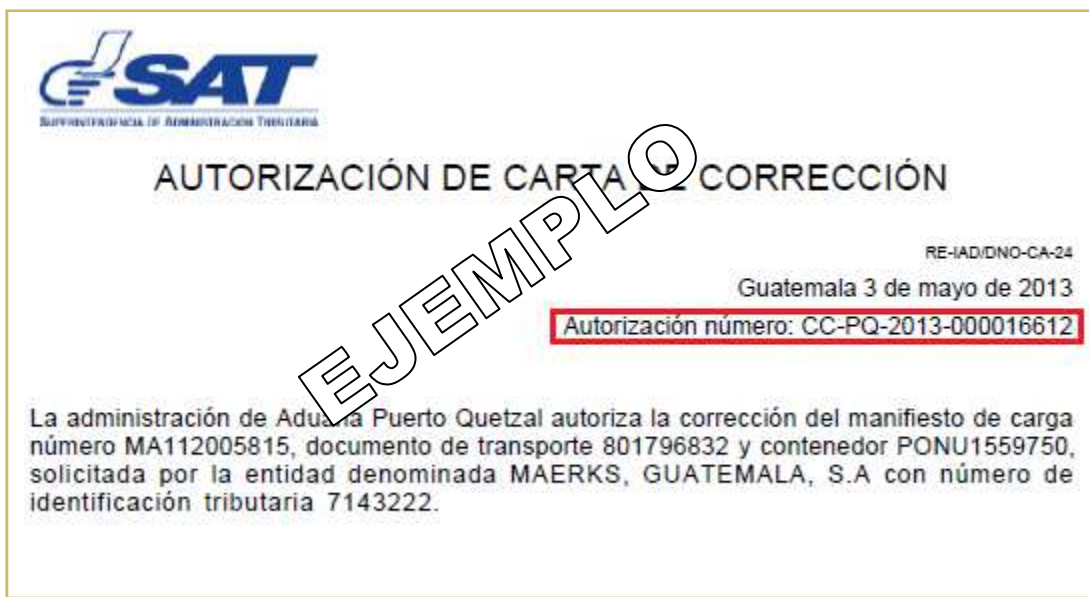 SAT
SUPERINTENDENCIA DE ADMINISTRACIÓN TRIBUTARIA
AUTORIZACIÓN DE CARTA DE CORRECCIÓN
EJEMPLO
RE-IAD/DNO-CA-24
Guatemala 3 de mayo de 2013
Autorización número: CC-PQ-2013-000016612
La administración de Aduana Puerto Quetzal autoriza la corrección del manifiesto de carga
número MA112005815, documento de transporte 801796832 y contenedor PONU1559750,
solicitada por la entidad denominada MAERKS, GUATEMALA, S.A con número de
identificación tributaria 7143222.